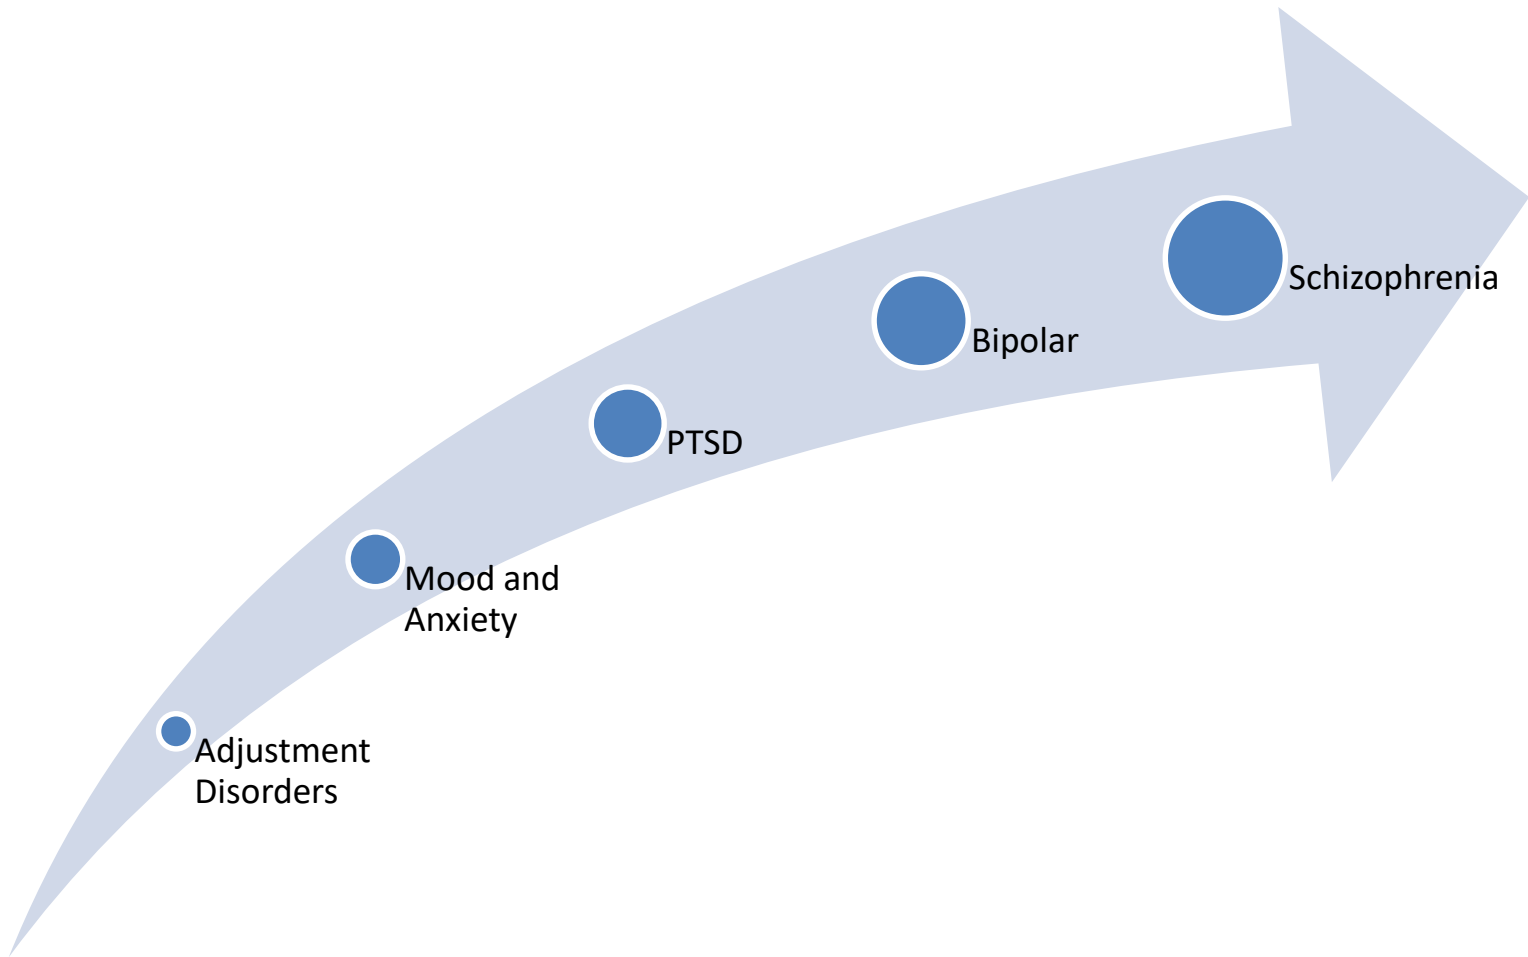 Schizophrenia
Bipolar
PTSD
Mood and
Anxiety
Adjustment
Disorders